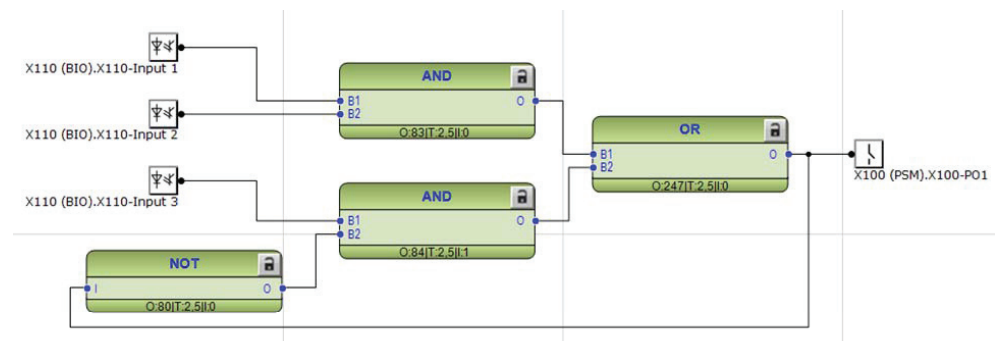 X110 (BIO).X110-Input 1
AND
B1 O
B2
O:83|T:2,5|I:0
X110 (BIO).X110-Input 2
OR
B1 O
B2
O:247|T:2,5|I:0
X100 (PSM).X100-PO1
X110 (BIO).X110-Input 3
AND
B1 O
B2
O:84|T:2,5|I:1
NOT
I O
O:80|T:2,5|I:0